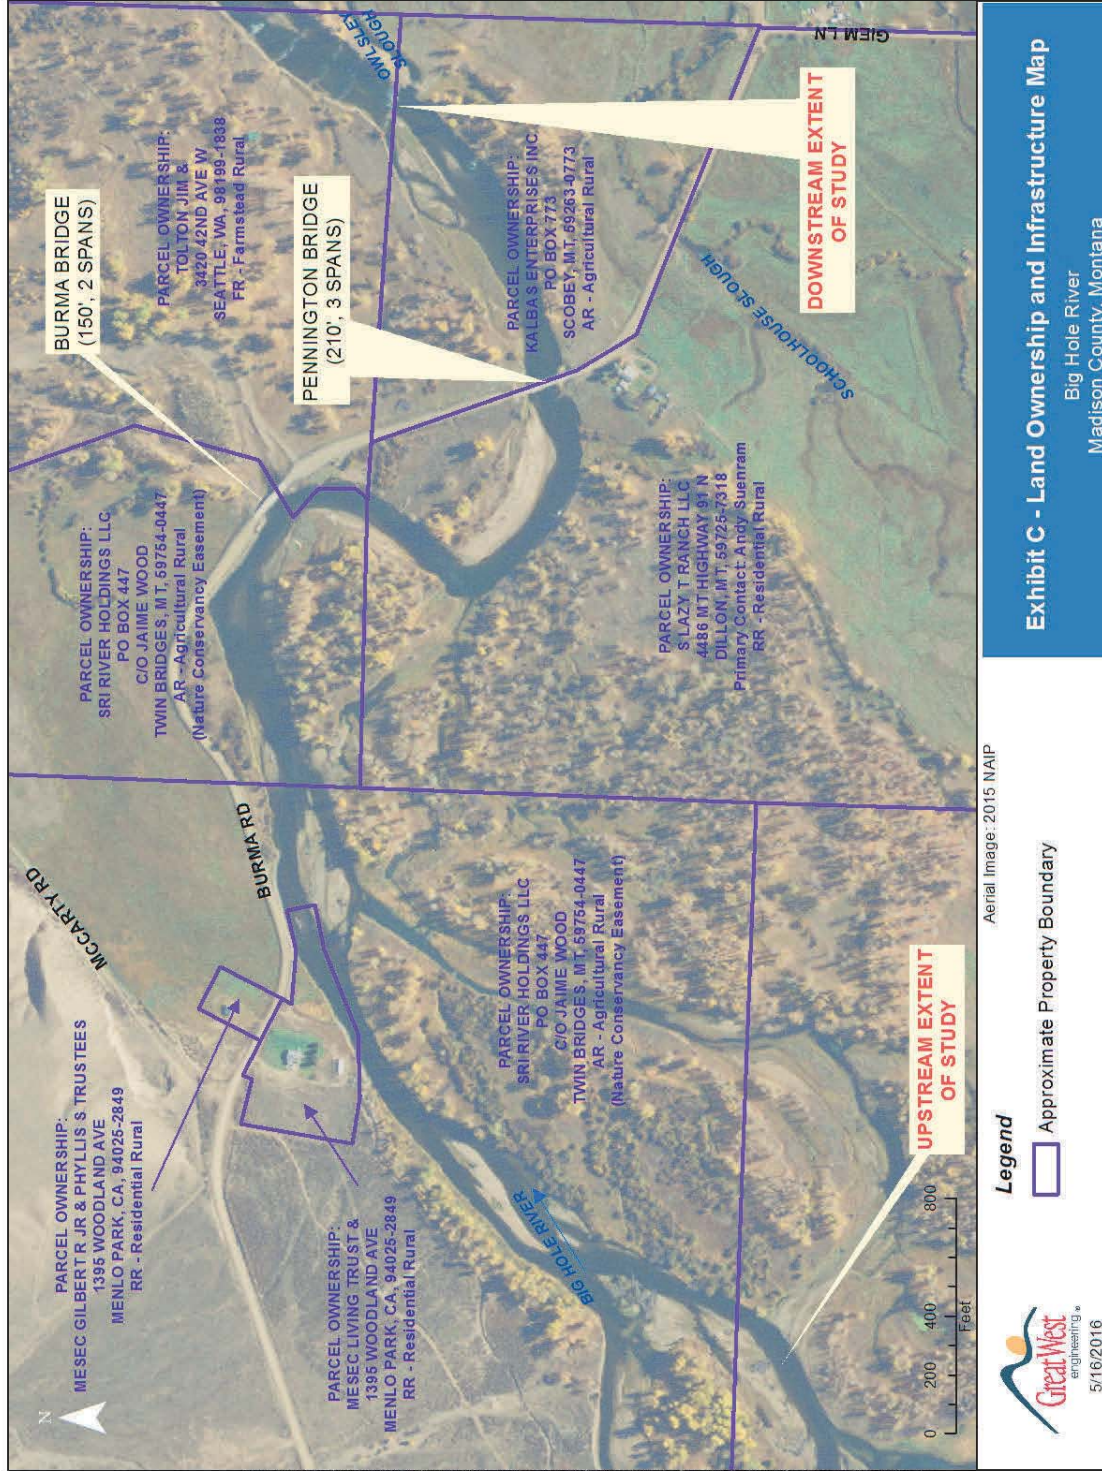 N
PARCEL OWNERSHIP:
MESEC GILBERT R JR & PHYLLIS S TRUSTEES
1395 WOODLAND AVE
MENLO PARK, CA, 94025-2849
RR - Residential Rural
MCCARTY RD
PARCEL OWNERSHIP:
SRI RIVER HOLDINGS LLC
PO BOX 447
C/O JAIME WOOD
TWIN BRIDGES, MT, 59754-0447
AR - Agricultural Rural
(Nature Conservancy Easement)
BURMA BRIDGE
(150', 2 SPANS)
PARCEL OWNERSHIP:
TOLTON JIM &
3420 42ND AVE W
SEATTLE, WA, 98199-1838
FR - Farmstead Rural
OWLSLEY
SLOUGH
BURMA RD
PENNINGTON BRIDGE
(210', 3 SPANS)
PARCEL OWNERSHIP:
MESEC LIVING TRUST &
1395 WOODLAND AVE
MENLO PARK, CA, 94025-2849
RR - Residential Rural
PARCEL OWNERSHIP:
SRI RIVER HOLDINGS LLC
PO BOX 447
C/O JAIME WOOD
TWIN BRIDGES, MT, 59754-0447
AR - Agricultural Rural
(Nature Conservancy Easement)
PARCEL OWNERSHIP:
KALBA S ENTERPRISES INC
PO BOX 773
SCOBEY, MT, 59263-0773
AR - Agricultural Rural
BIG HOLE RIVER
PARCEL OWNERSHIP:
S LAZY T RANCH LLC
4486 MT HIGHWAY 91 N
DILLON, MT, 59725-7318
Primary Contact: Andy Suenram
RR - Residential Rural
SCHOOLHOUSE SLOUGH
DOWNSTREAM EXTENT
OF STUDY
GIEM LN
UPSTREAM EXTENT
OF STUDY
0 200 400 800
Feet
Aerial Image: 2015 NAIP
Great West
engineering
5/16/2016
Legend
Approximate Property Boundary
Exhibit C - Land Ownership and Infrastructure Map
Big Hole River
Madison County, Montana